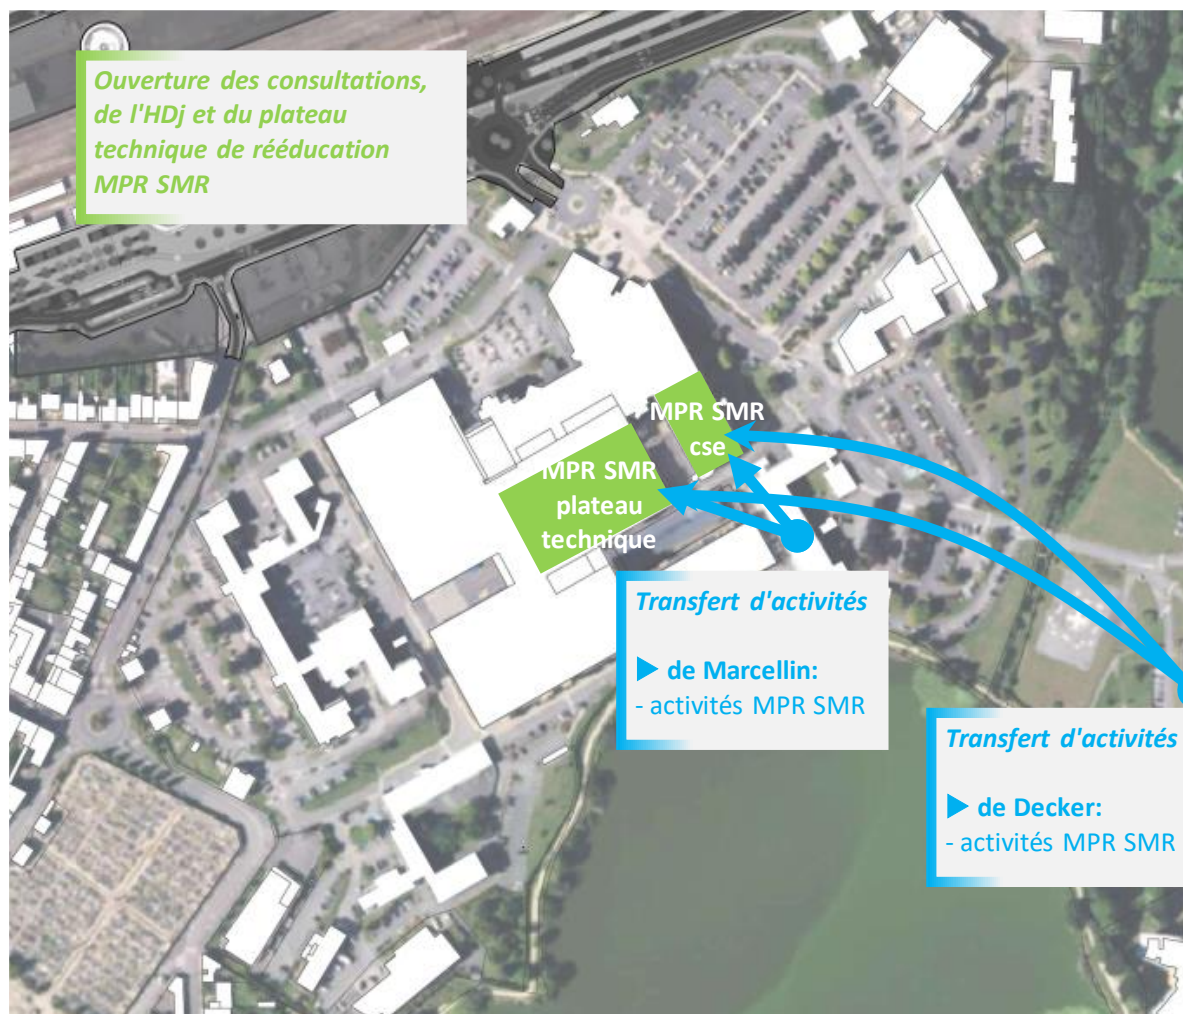 Ouverture des consultations,
de l'HDj et du plateau
technique de rééducation
MPR SMR
MPR SMR
cse
MPR SMR
plateau
technique
Transfert d'activités
▶ de Marcellin:
- activités MPR SMR
Transfert d'activités
▶ de Decker:
- activités MPR SMR